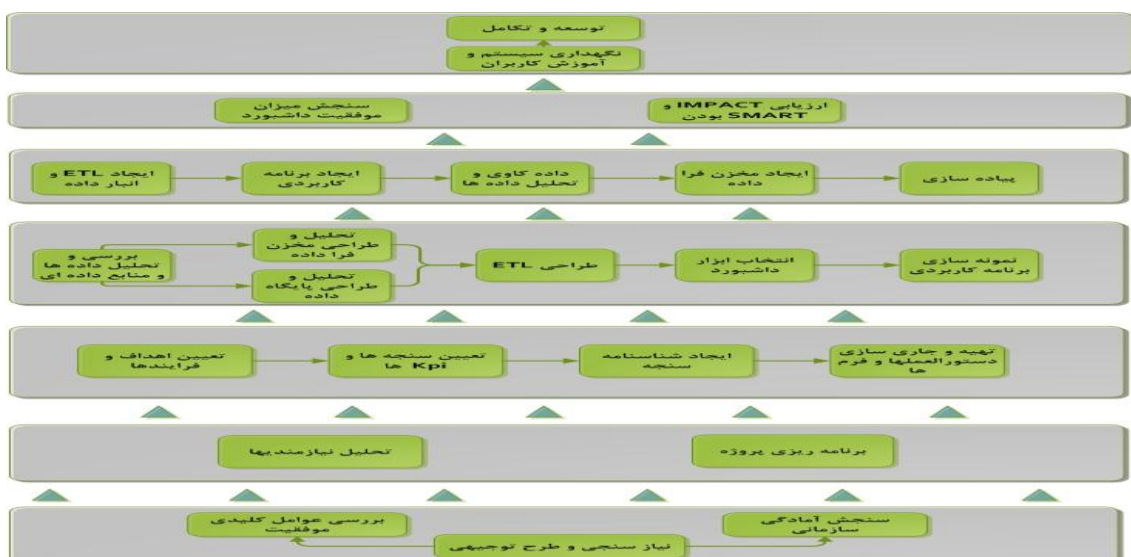 توسعه و تکامل
نگهداری سیستم و
آموزش کاربران
ارزیابی IMPACT و
SMART بودن
سنجش میزان
موفقیت داشبورد
ایجاد ETL و
انبار داده
ایجاد برنامه
کاربردی
داده کاوی و
تحلیل داده ها
ایجاد مخزن فرا
داده
پیاده سازی
بررسی و
تحلیل داده ها
و منابع داده ای
تحلیل و
طراحی مخزن
فرا داده
تحلیل و
طراحی پایگاه
داده
طراحی ETL
انتخاب ابزار
داشبورد
نمونه سازی
برنامه کاربردی
تعیین اهداف و
فرایندها
تعیین سنجه ها و
Kpi ها
ایجاد شناسنامه
سنجه
تهیه و جاری سازی
دستورالعملها و فرم
ها
برنامه ریزی پروژه
تحلیل نیازمندیها
سنجش آمادگی
سازمانی
بررسی عوامل کلیدی
موفقیت
نیاز سنجی و طرح توجیهی